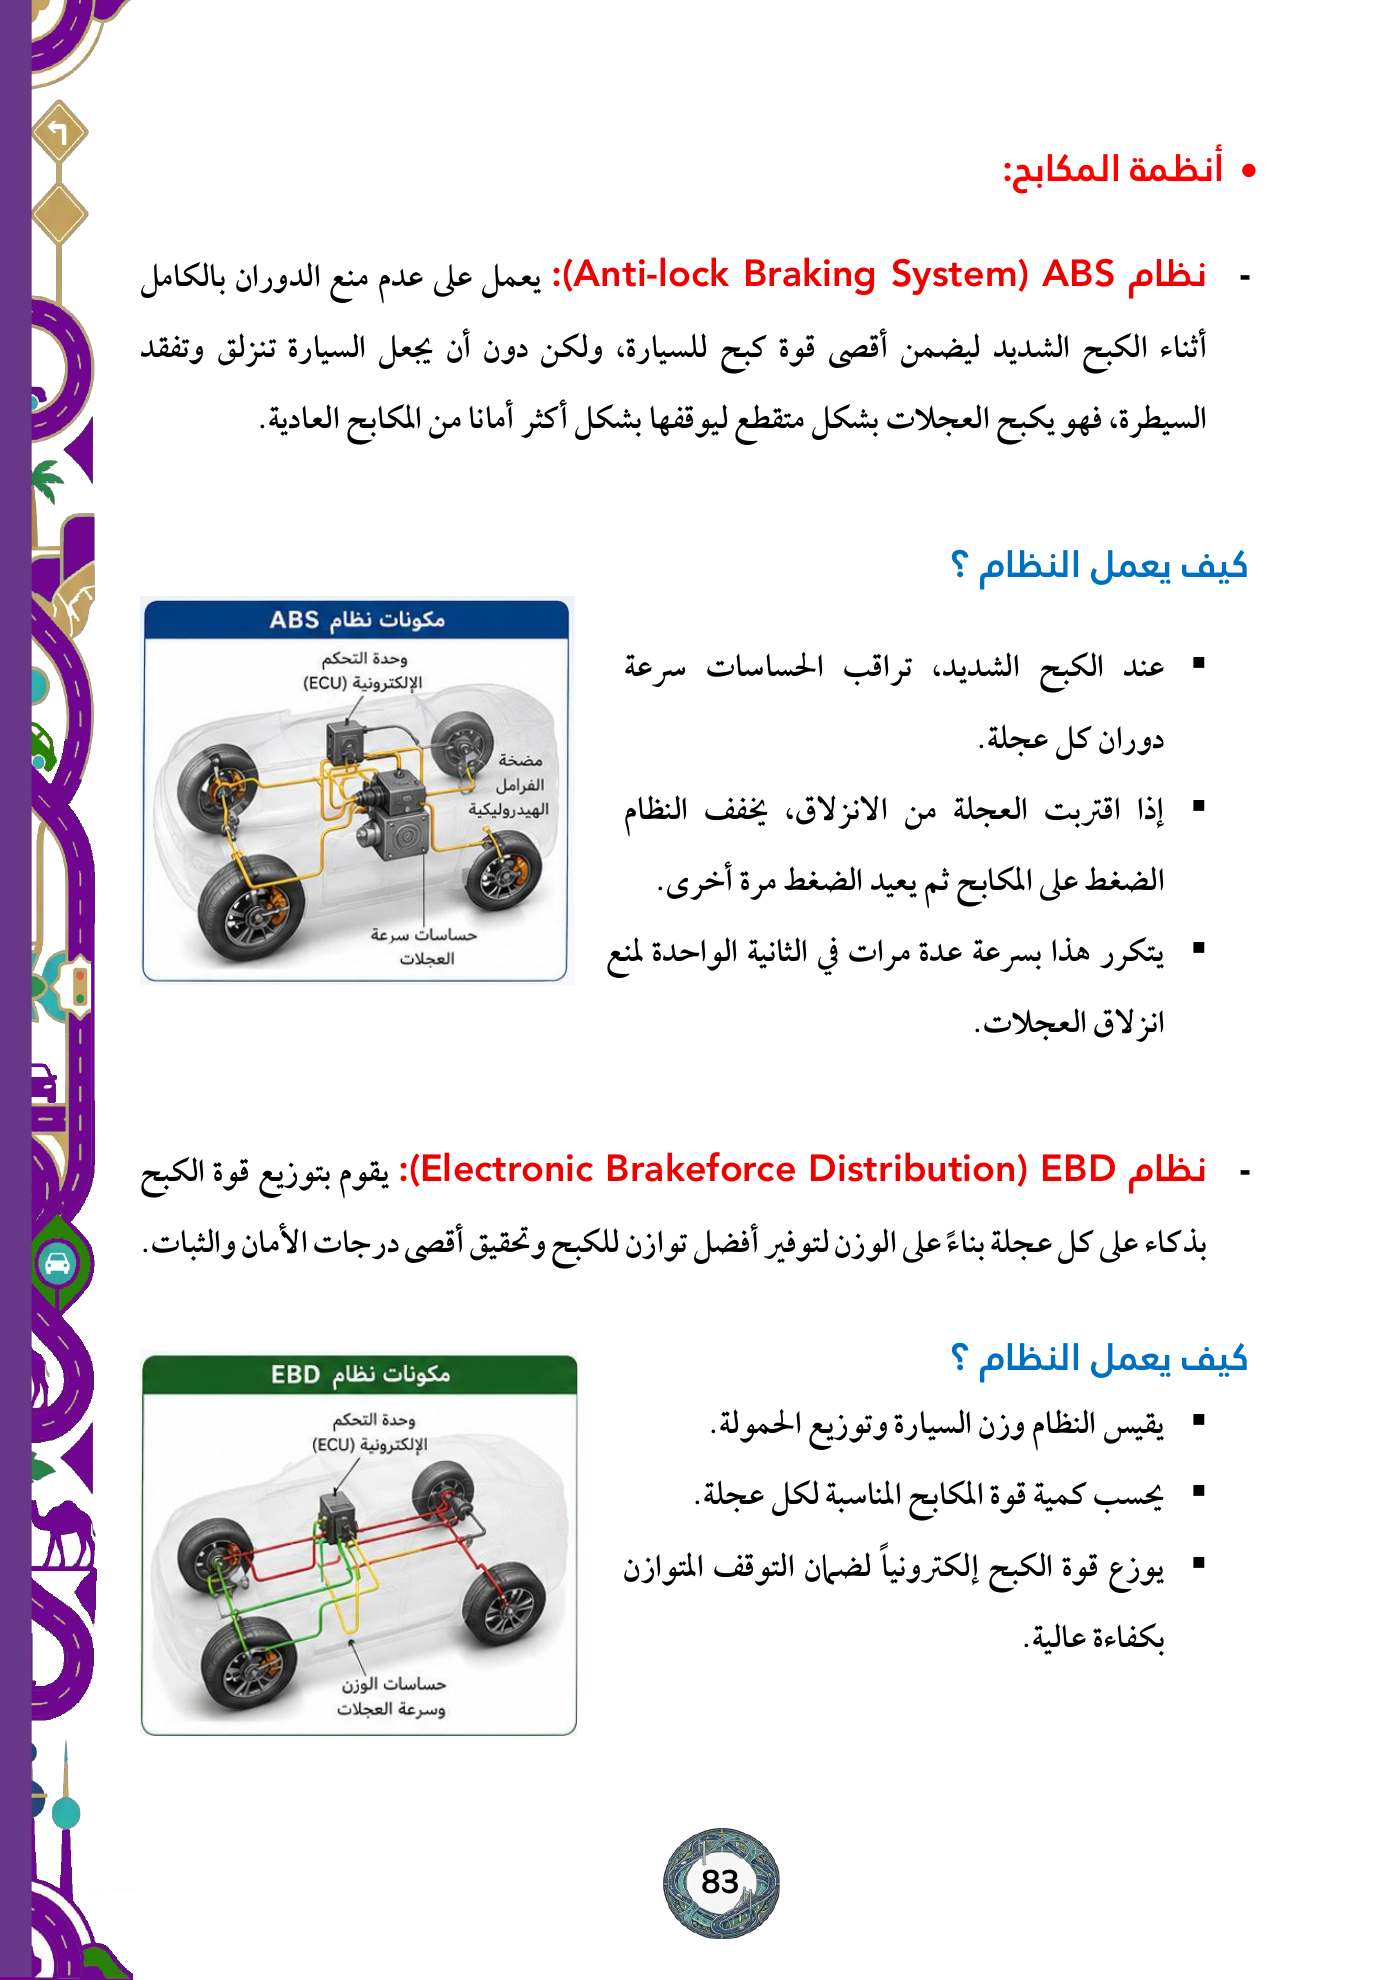 • أنظمة المكابح:
- نظام ABS (Anti-lock Braking System): يعمل على عدم منع الدوران بالكامل
أثناء الكبح الشديد ليضمن أقصى قوة كبح للسيارة، ولكن دون أن يجعل السيارة تنزلق وتفقد
السيطرة، فهو يكبح العجلات بشكل متقطع ليوقفها بشكل أكثر أمانا من المكابح العادية.
كيف يعمل النظام ؟
▪ عند الكبح الشديد، تراقب الحساسات سرعة
دوران كل عجلة.
▪ إذا اقتربت العجلة من الانزلاق، يخفف النظام
الضغط على المكابح ثم يعيد الضغط مرة أخرى.
▪ يتكرر هذا بسرعة عدة مرات في الثانية الواحدة لمنع
انزلاق العجلات.
مكونات نظام ABS
وحدة التحكم
الإلكترونية (ECU)
مضخة
الفرامل
الهيدروليكية
حساسات سرعة
العجلات
- نظام EBD (Electronic Brakeforce Distribution): يقوم بتوزيع قوة الكبح
بذكاء على كل عجلة بناءً على الوزن لتوفير أفضل توازن للكبح وتحقيق أقصى درجات الأمان والثبات.
كيف يعمل النظام ؟
▪ يقيس النظام وزن السيارة وتوزيع الحمولة.
▪ يحسب كمية قوة المكابح المناسبة لكل عجلة.
▪ يوزع قوة الكبح إلكترونياً لضمان التوقف المتوازن
بكفاءة عالية.
مكونات نظام EBD
وحدة التحكم
الإلكترونية (ECU)
حساسات الوزن
وسرعة العجلات
83